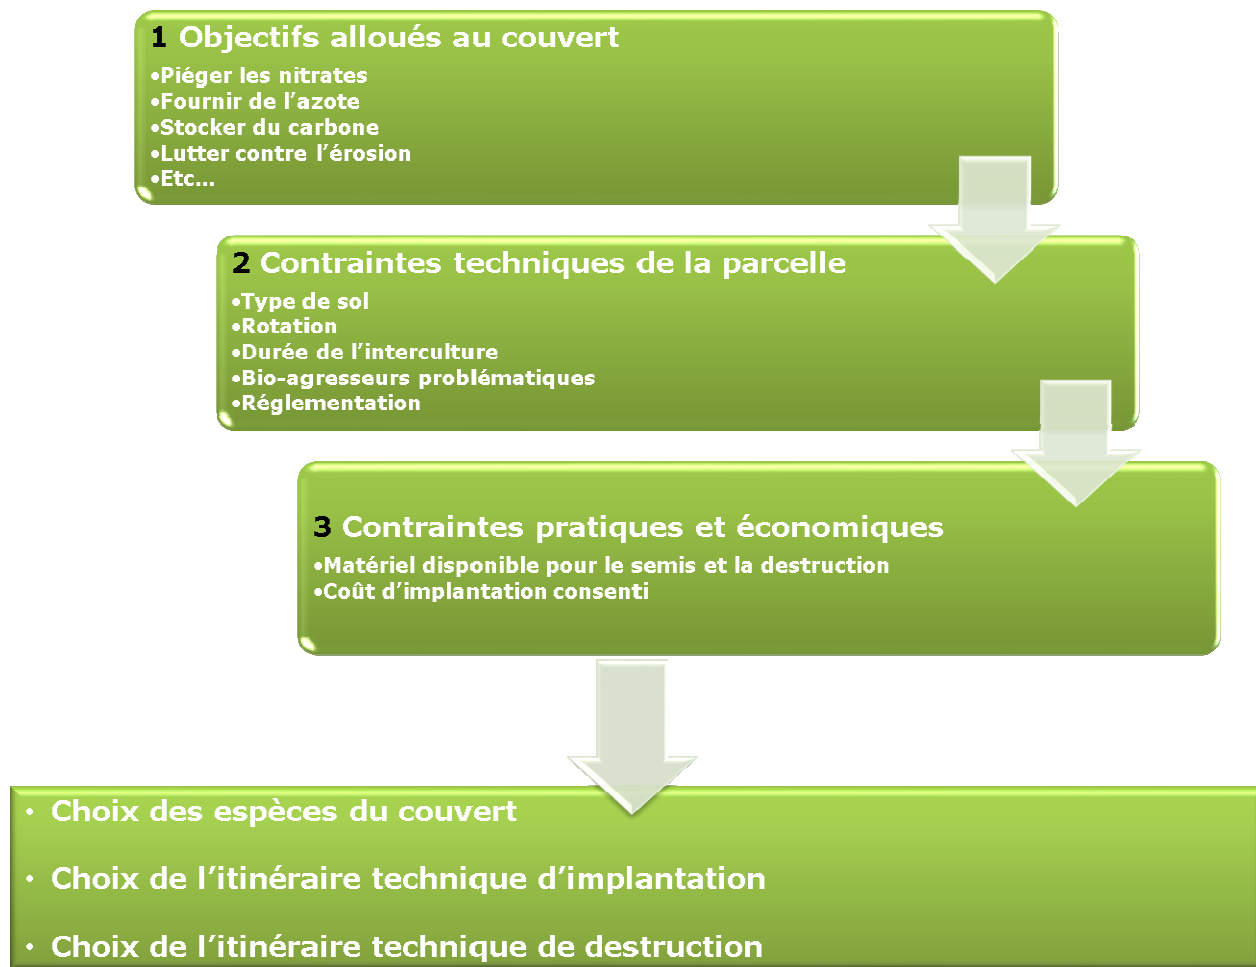 1 Objectifs alloués au couvert
•Piéger les nitrates
•Fournir de l’azote
•Stocker du carbone
•Lutter contre l’érosion
•Etc...
2 Contraintes techniques de la parcelle
•Type de sol
•Rotation
•Durée de l’interculture
•Bio-agresseurs problématiques
•Réglementation
3 Contraintes pratiques et économiques
•Matériel disponible pour le semis et la destruction
•Coût d’implantation consenti
• Choix des espèces du couvert
• Choix de l’itinéraire technique d’implantation
• Choix de l’itinéraire technique de destruction